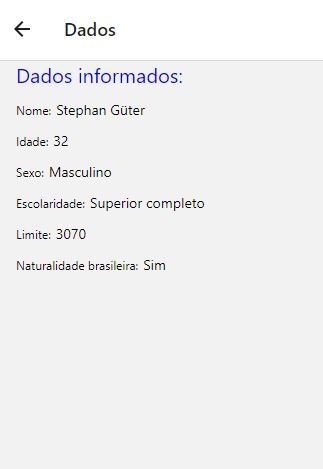 Dados
Dados informados:
Nome: Stephan Güter
Idade: 32
Sexo: Masculino
Escolaridade: Superior completo
Limite: 3070
Naturalidade brasileira: Sim